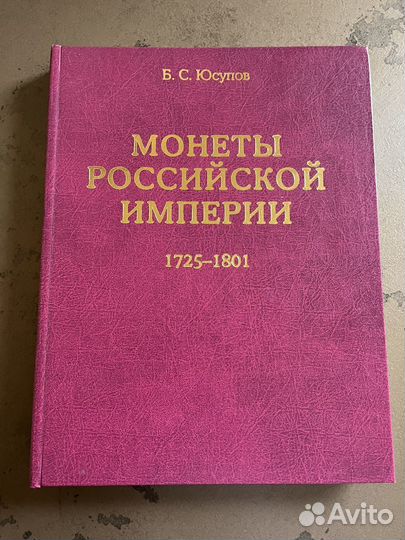 Б. С. Юсупов
МОНЕТЫ
РОССИЙСКОЙ
ИМПЕРИИ
1725–1801
Avito